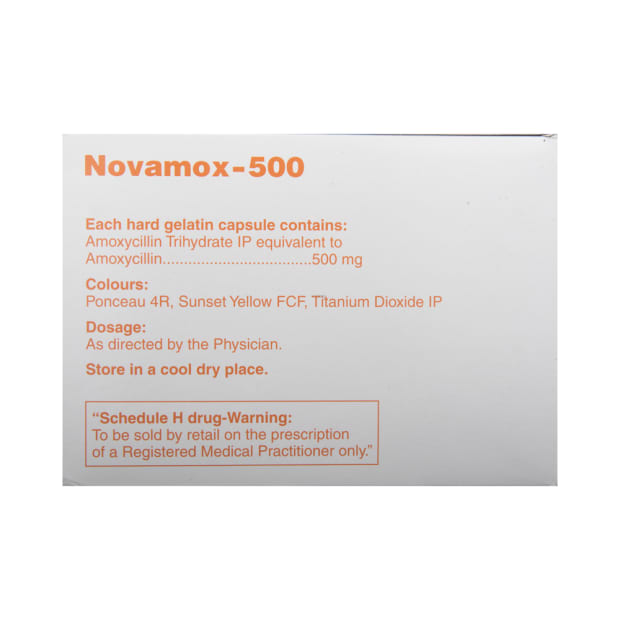 Novamox-500
Each hard gelatin capsule contains:
Amoxycillin Trihydrate IP equivalent to
Amoxycillin...................................500 mg
Colours:
Ponceau 4R, Sunset Yellow FCF, Titanium Dioxide IP
Dosage:
As directed by the Physician.
Store in a cool dry place.
“Schedule H drug-Warning:
To be sold by retail on the prescription
of a Registered Medical Practitioner only.”